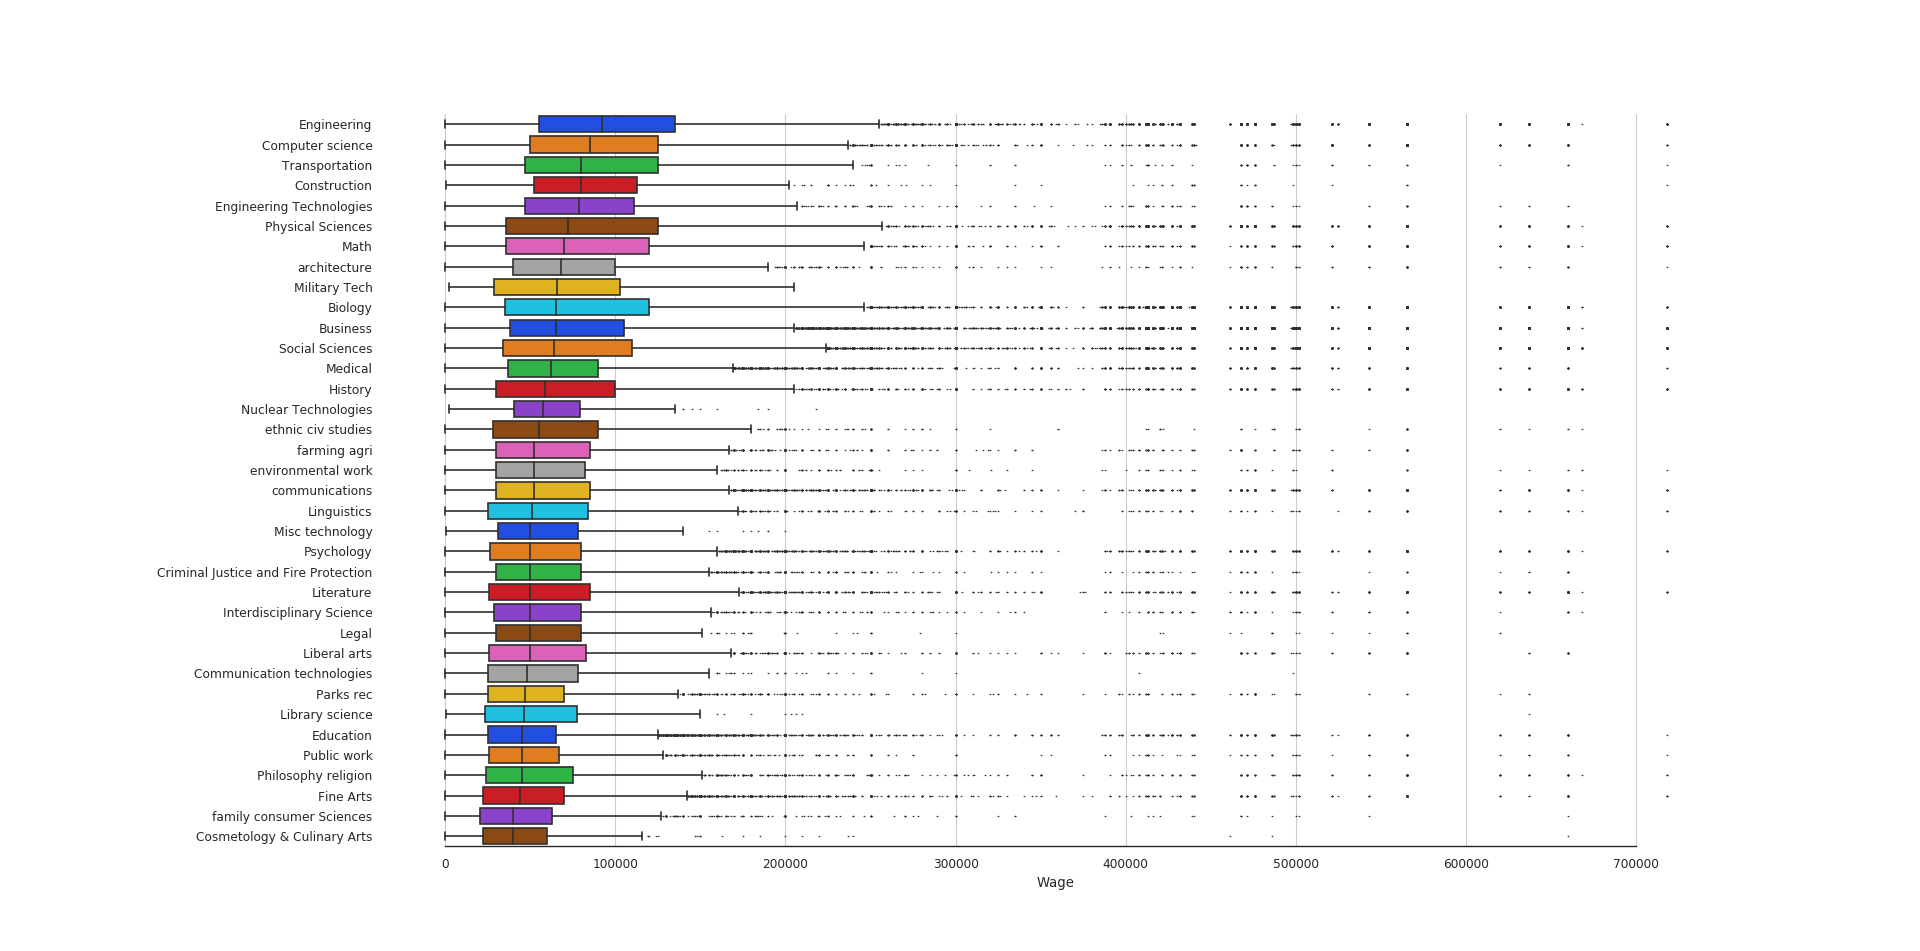 Engineering
Computer science
Transportation
Construction
Engineering Technologies
Physical Sciences
Math
architecture
Military Tech
Biology
Business
Social Sciences
Medical
History
Nuclear Technologies
ethnic civ studies
farming agri
environmental work
communications
Linguistics
Misc technology
Psychology
Criminal Justice and Fire Protection
Literature
Interdisciplinary Science
Legal
Liberal arts
Communication technologies
Parks rec
Library science
Education
Public work
Philosophy religion
Fine Arts
family consumer Sciences
Cosmetology & Culinary Arts
0 100000 200000 300000 400000 500000 600000 700000
Wage